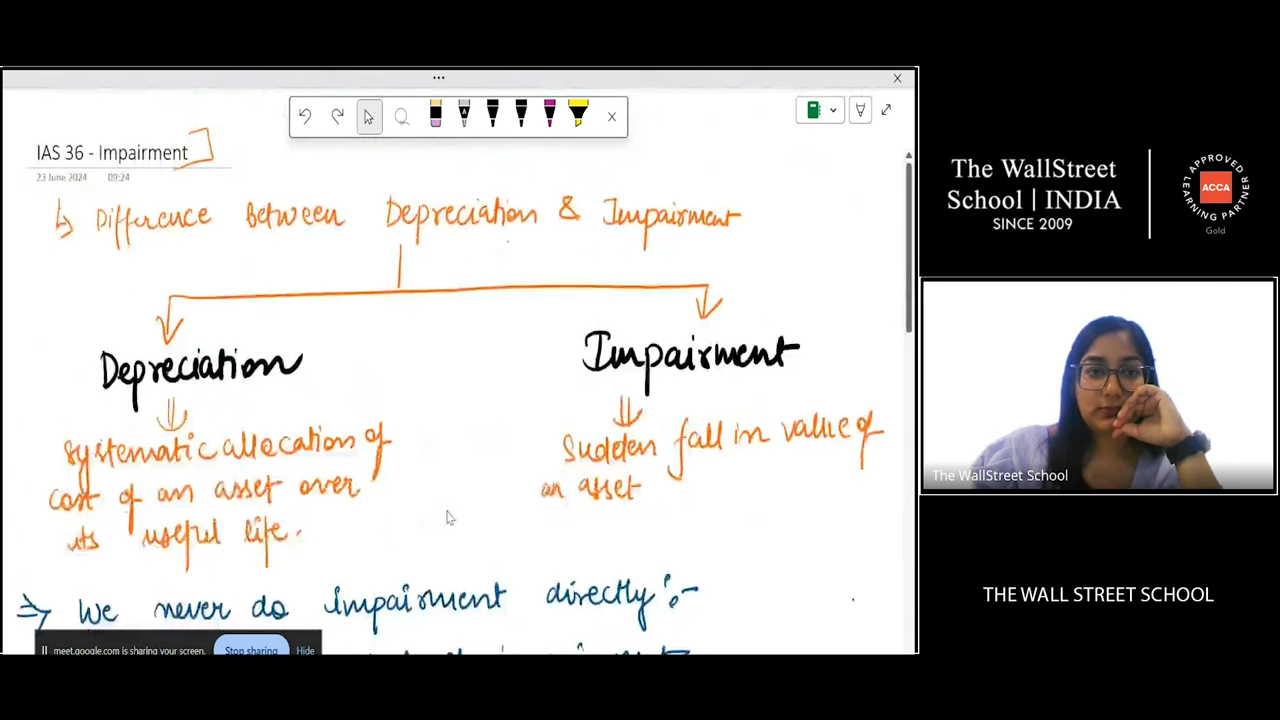 IAS 36 - Impairment
23 June 2024 09:24
Difference Between Depreciation & Impairment
Depreciation
Impairment
Systematic allocation of
cost of an asset over
its useful life.
Sudden fall in value of
an asset
We never do Impairment directly:-
meet.google.com is sharing your screen. Stop sharing Hide
The WallStreet
School | INDIA
SINCE 2009
APPROVED
LEARNING PARTNER
ACCA
Gold
The WallStreet School
THE WALL STREET SCHOOL